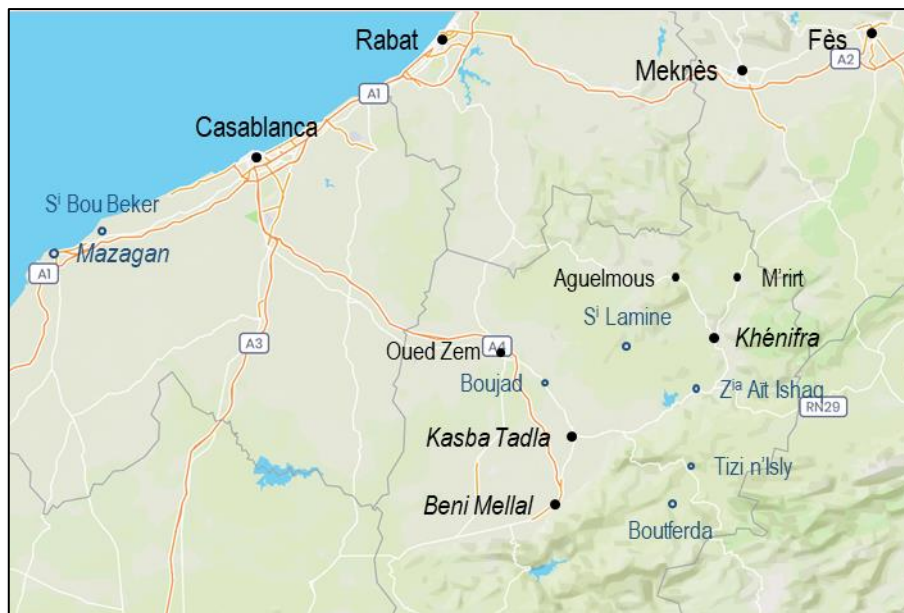 Rabat
Fès
A2
Meknès
A1
Casablanca
Sⁱ Bou Beker
Mazagan
A1
Aguelmous
M'rirt
Sⁱ Lamine
Khénifra
A3
Oued Zem
A4
Boujad
Zⁱᵃ Aït Ishaq
RN29
Kasba Tadla
Tizi n'Isly
Beni Mellal
Boutferda